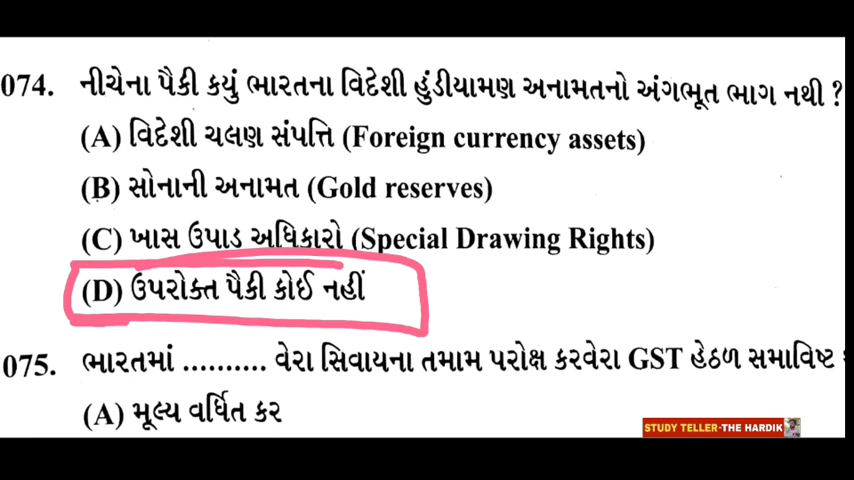 074. નીચેના પૈકી કયું ભારતના વિદેશી હુંડીયામણ અનામતનો અંગભૂત ભાગ નથી ?
(A) વિદેશી ચલણ સંપત્તિ (Foreign currency assets)
(B) સોનાની અનામત (Gold reserves)
(C) ખાસ ઉપાડ અધિકારો (Special Drawing Rights)
(D) ઉપરોક્ત પૈકી કોઈ નહીં
075. ભારતમાં .......... વેરા સિવાયના તમામ પરોક્ષ કરવેરા GST હેઠળ સમાવિષ્ટ
(A) મૂલ્ય વર્ધિત કર
STUDY TELLER-THE HARDIK